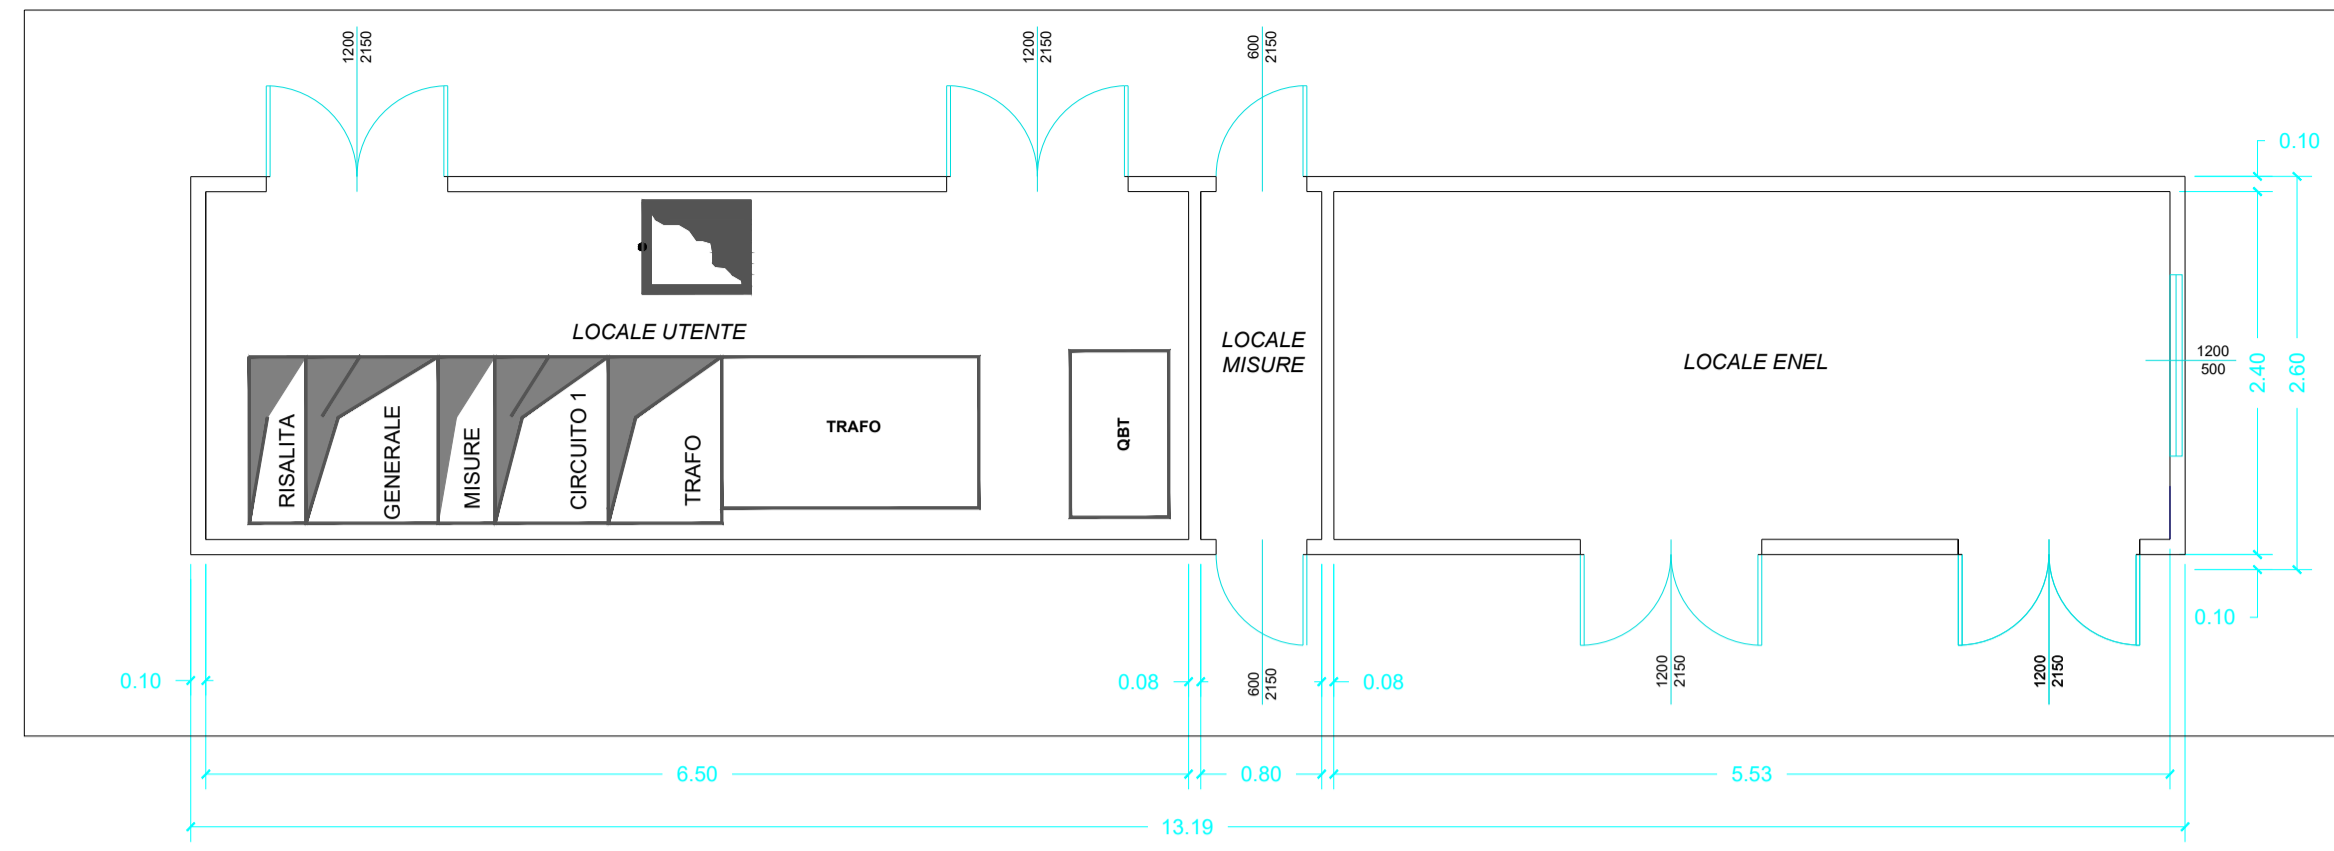 1200
2150
1200
2150
600
2150
0.10
LOCALE UTENTE
LOCALE
MISURE
LOCALE ENEL
1200
500
2.40
2.60
RISALITA
GENERALE
MISURE
CIRCUITO 1
TRAFO
TRAFO
QBT
0.10
0.10
0.08
600
2150
0.08
1200
2150
1200
2150
6.50
0.80
5.53
13.19